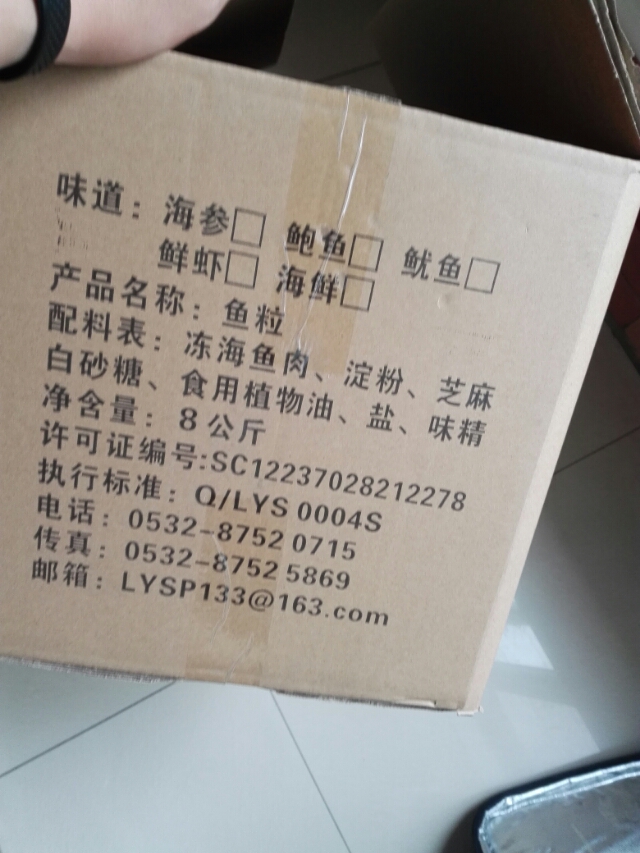 味道：海参□ 鲍鱼□ 鱿鱼□
鲜虾□ 海鲜□
产品名称：鱼粒
配料表：冻海鱼肉、淀粉、芝麻
白砂糖、食用植物油、盐、味精
净含量：8公斤
许可证编号:SC12237028212278
执行标准：Q/LYS 0004S
电话：0532-8752 0715
传真：0532-8752 5869
邮箱：LYSP133@163.com